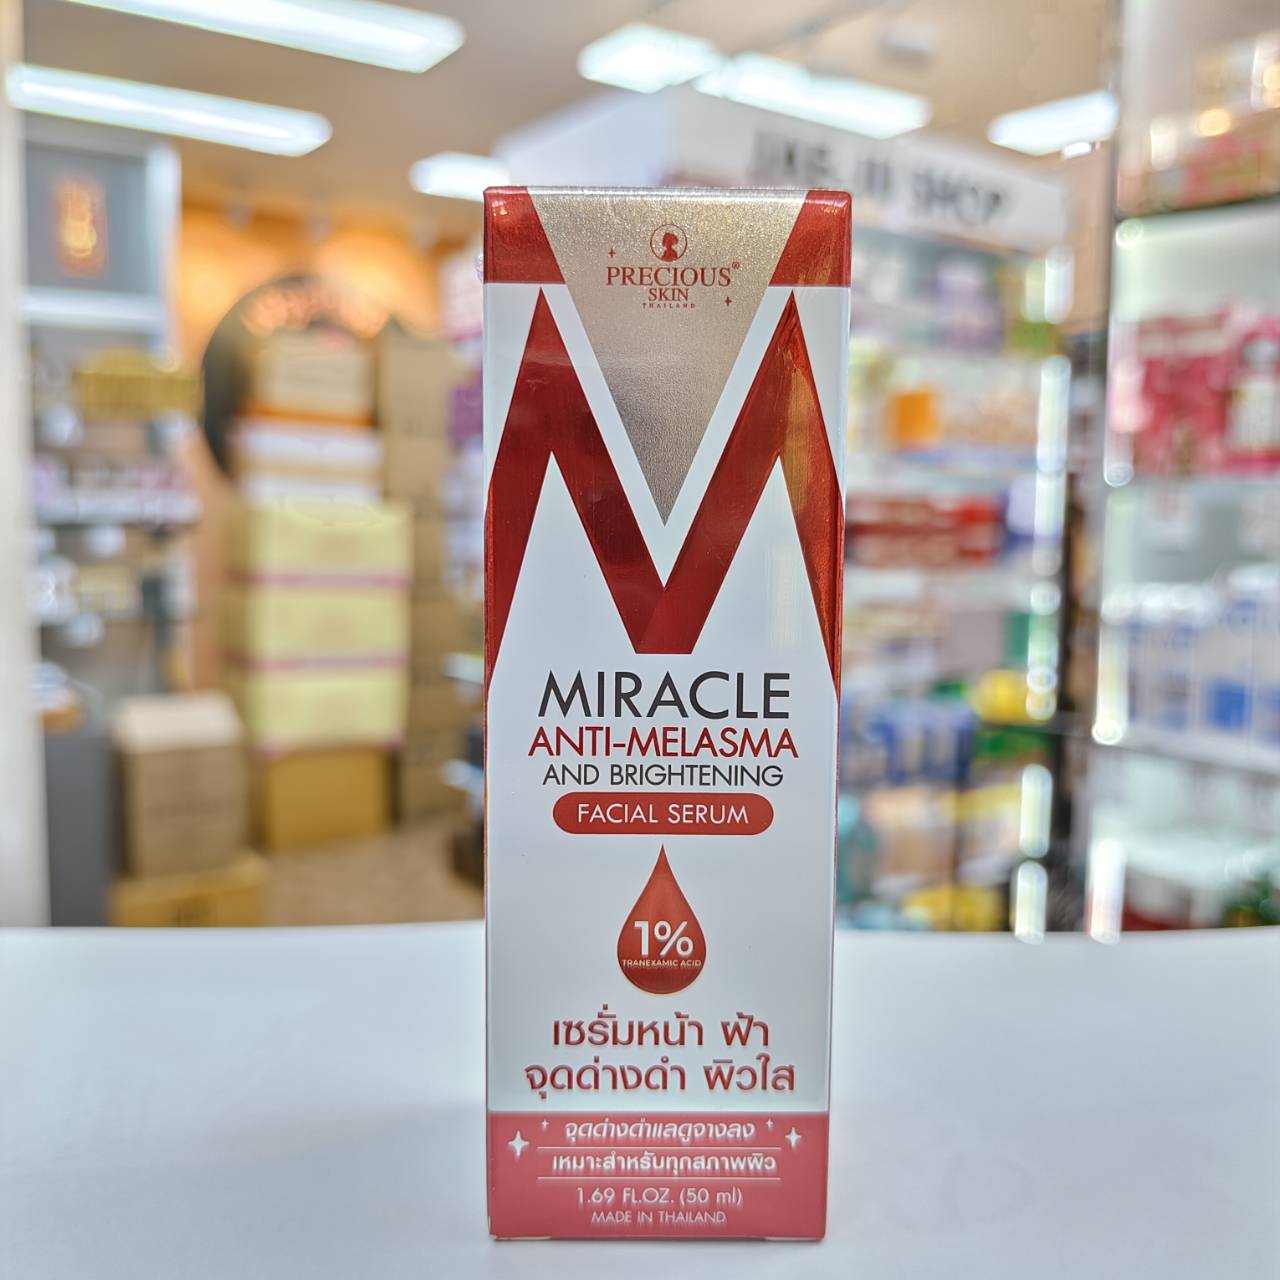 PRECIOUS®
SKIN
THAILAND
MIRACLE
ANTI-MELASMA
AND BRIGHTENING
FACIAL SERUM
1%
TRANEXAMIC ACID
เซรั่มหน้า ฝ้า
จุดด่างดำ ผิวใส
จุดด่างดำแลดูจางลง
เหมาะสำหรับทุกสภาพผิว
1.69 FL.OZ. (50 ml)
MADE IN THAILAND
SHOP